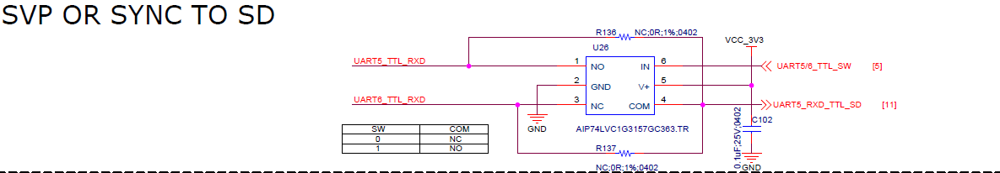 SVP OR SYNC TO SD
R136 NC;0R;1%;0402
VCC_3V3
U26
UART5_TTL_RXD 1 NO IN 6 UART5/6_TTL_SW [5]
2 GND V+ 5
UART6_TTL_RXD 3 NC COM 4 UART5_RXD_TTL_SD [11]
GND AIP74LVC1G3157GC363.TR
C102
0.1uF;25V;0402
SW COM
0 NC
1 NO
R137
NC;0R;1%;0402
GND